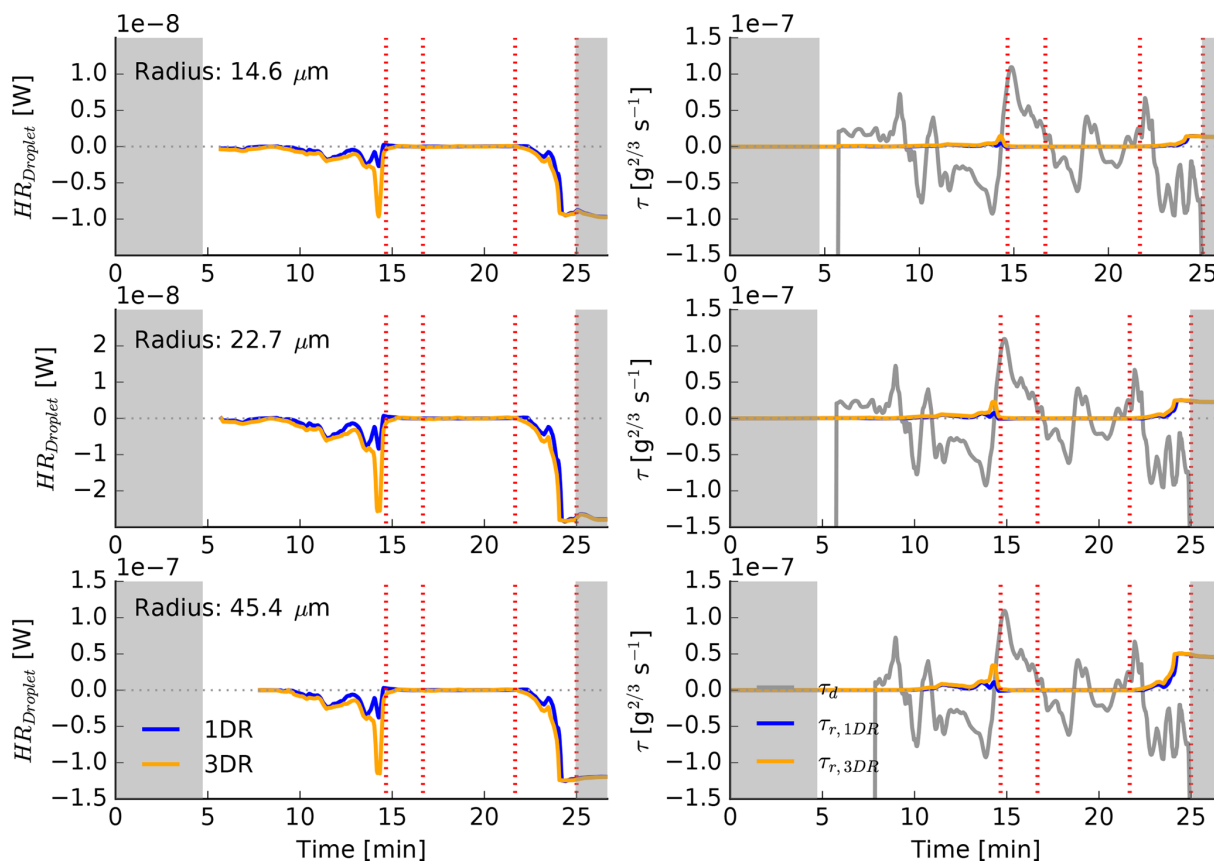 1e−8
HR_Droplet [W]
1.0
0.5
0.0
−0.5
−1.0
Radius: 14.6 μm
0 5 10 15 20 25
1e−7
τ [g^{2/3} s^{−1}]
1.5
1.0
0.5
0.0
−0.5
−1.0
−1.5
0 5 10 15 20 25
1e−8
HR_Droplet [W]
2
1
0
−1
−2
Radius: 22.7 μm
0 5 10 15 20 25
1e−7
τ [g^{2/3} s^{−1}]
1.5
1.0
0.5
0.0
−0.5
−1.0
−1.5
0 5 10 15 20 25
1e−7
HR_Droplet [W]
1.5
1.0
0.5
0.0
−0.5
−1.0
−1.5
Radius: 45.4 μm
1DR
3DR
0 5 10 15 20 25
Time [min]
1e−7
τ [g^{2/3} s^{−1}]
1.5
1.0
0.5
0.0
−0.5
−1.0
−1.5
τ_d
τ_{r,1DR}
τ_{r,3DR}
0 5 10 15 20 25
Time [min]